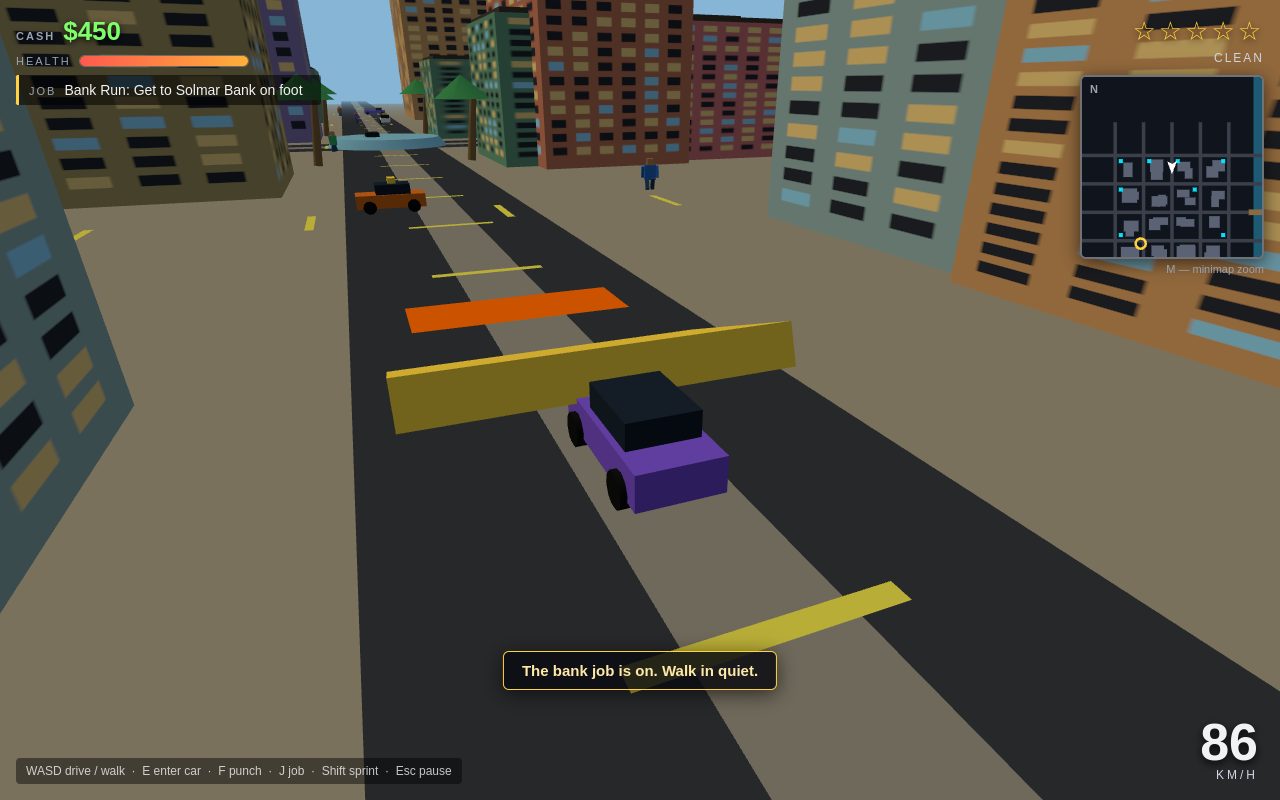 CASH $450
HEALTH
JOB Bank Run: Get to Solmar Bank on foot
☆ ☆ ☆ ☆ ☆
CLEAN
N
M — minimap zoom
The bank job is on. Walk in quiet.
86
KM/H
WASD drive / walk · E enter car · F punch · J job · Shift sprint · Esc pause